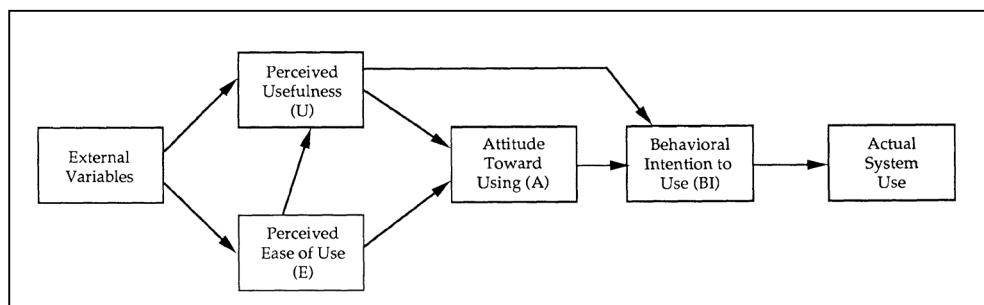 External
Variables
Perceived
Usefulness
(U)
Perceived
Ease of Use
(E)
Attitude
Toward
Using (A)
Behavioral
Intention to
Use (BI)
Actual
System
Use